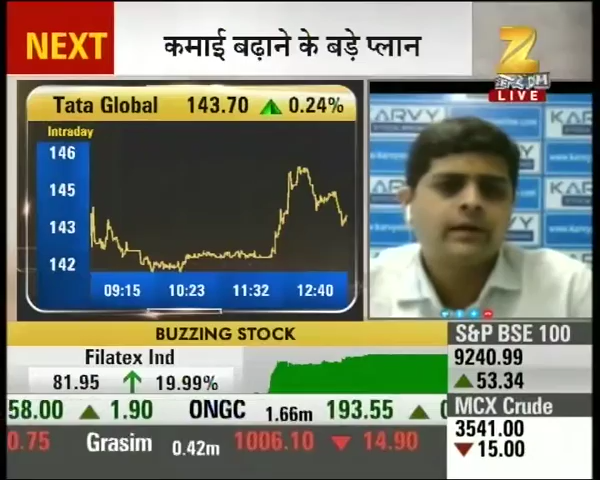 NEXT
कमाई बढ़ाने के बड़े प्लान
LIVE
Tata Global 143.70 0.24%
Intraday
146
145
143
142
09:15 10:23 11:32 12:40
KARVY
BUZZING STOCK
Filatex Ind
81.95 19.99%
S&P BSE 100
9240.99
53.34
58.00 1.90 ONGC 1.66m 193.55
MCX Crude
3541.00
15.00
0.75 Grasim 0.42m 1006.10 14.90